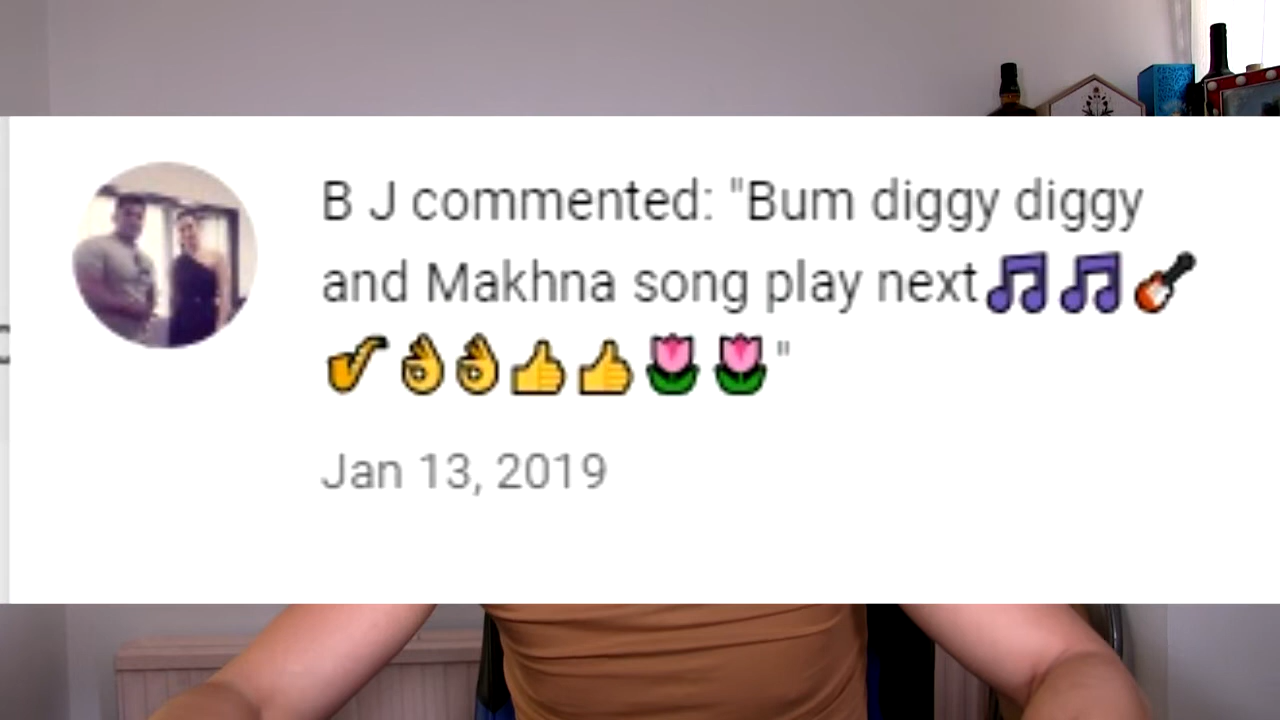 B J commented: "Bum diggy diggy
and Makhna song play next🎵🎵🎸
🎷👌👌👍👍🌷🌷"
Jan 13, 2019